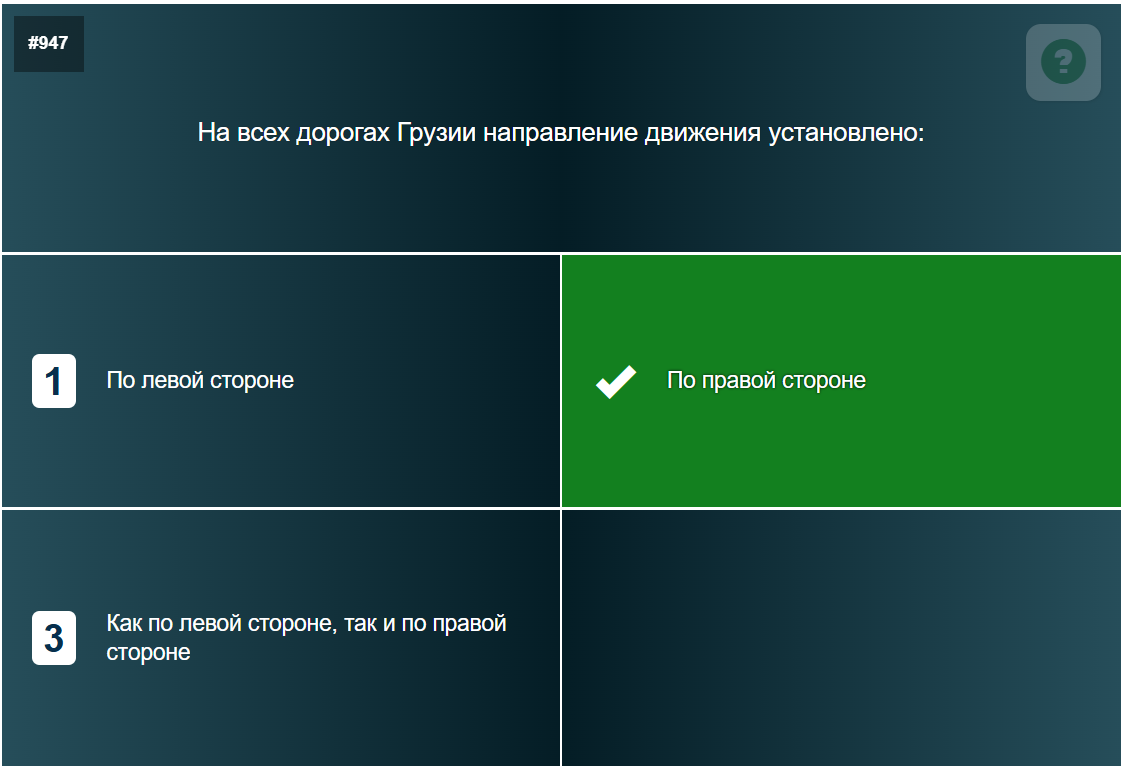 #947
?
На всех дорогах Грузии направление движения установлено:
1
По левой стороне
По правой стороне
3
Как по левой стороне, так и по правой
стороне